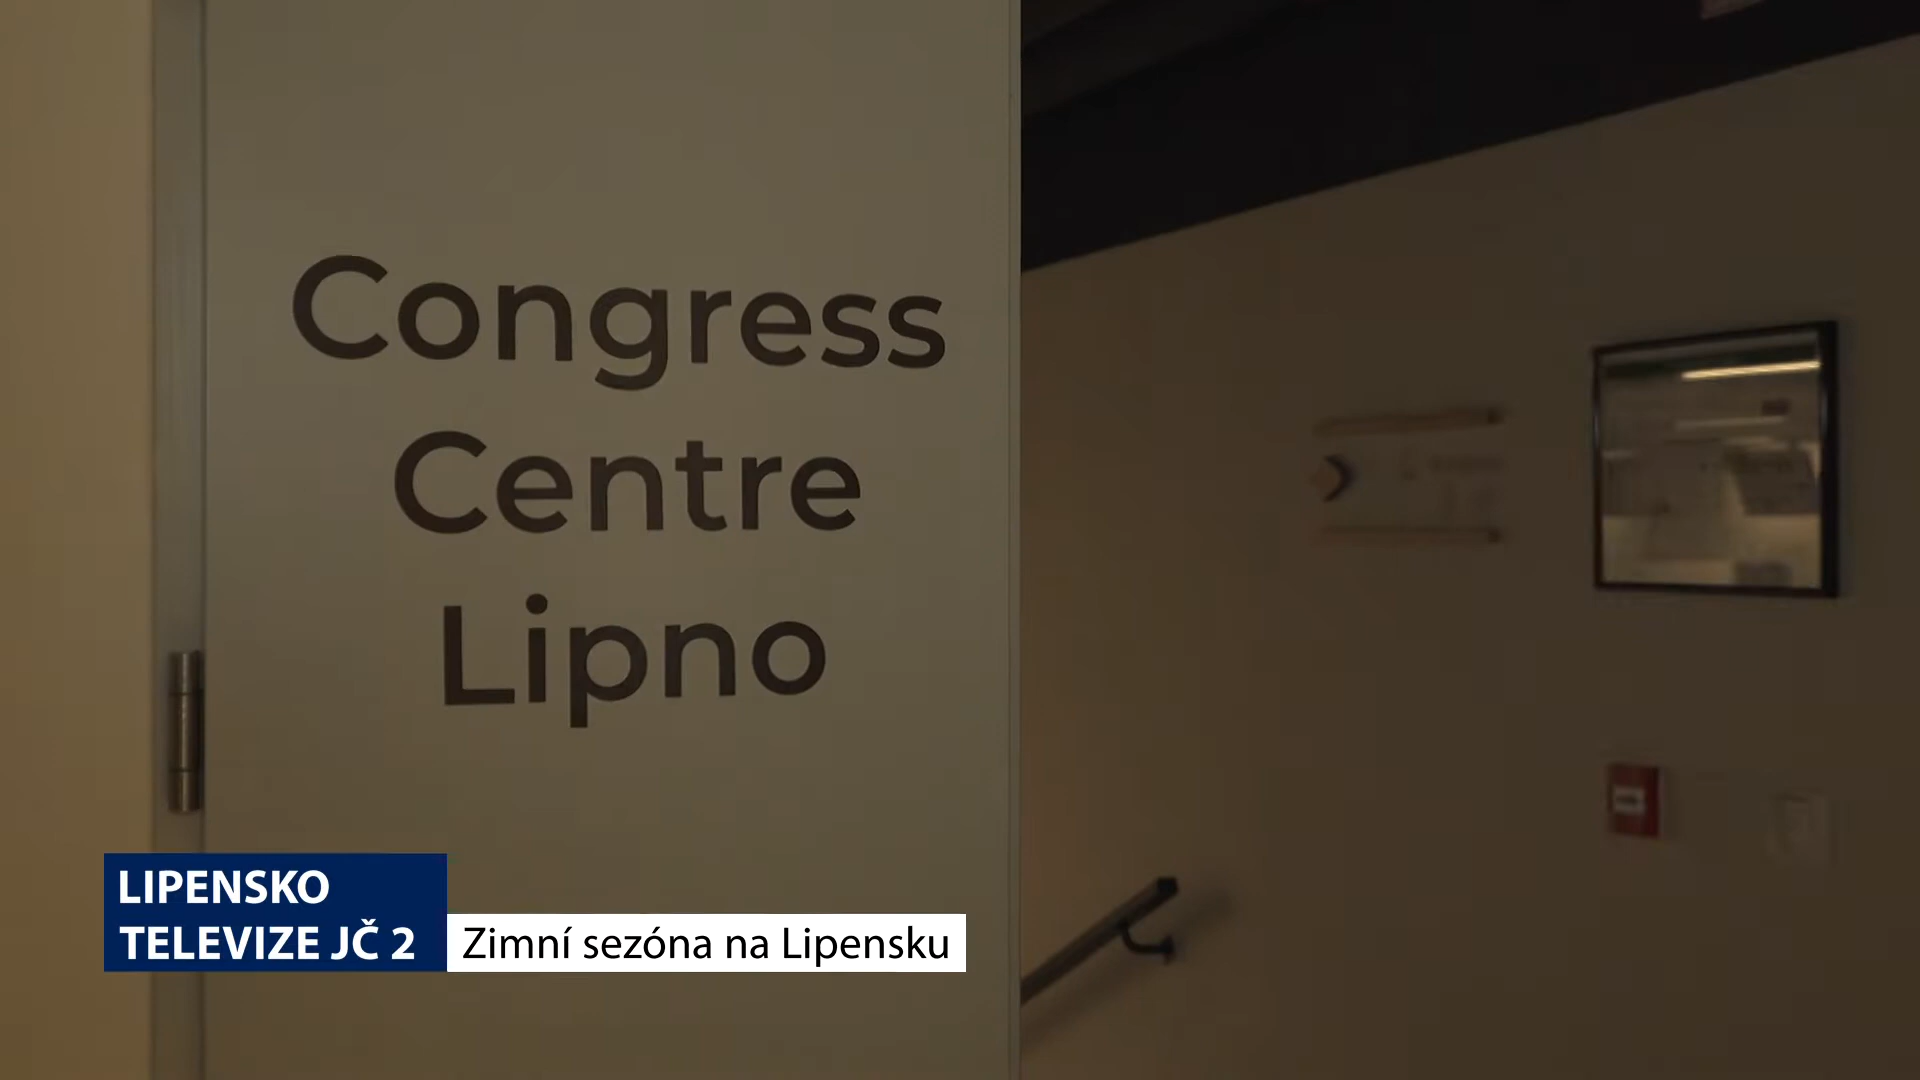 Congress
Centre
Lipno
LIPENSKO
TELEVIZE JČ 2
Zimní sezóna na Lipensku